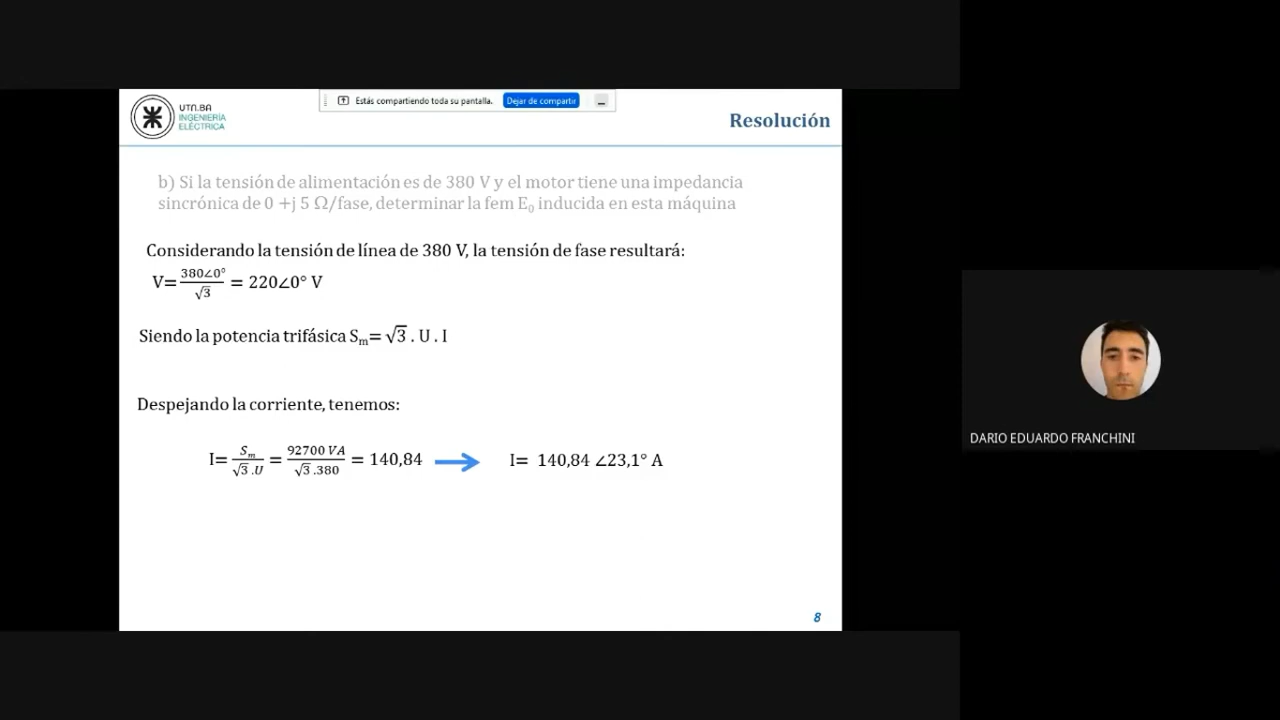 UTN.BA
INGENIERÍA
ELÉCTRICA
Estás compartiendo toda su pantalla.
Dejar de compartir
Resolución
b) Si la tensión de alimentación es de 380 V y el motor tiene una impedancia
sincrónica de 0 +j 5 Ω/fase, determinar la fem E₀ inducida en esta máquina
Considerando la tensión de línea de 380 V, la tensión de fase resultará:
V= 380∠0°/√3 = 220∠0° V
Siendo la potencia trifásica Sₘ= √3 . U . I
Despejando la corriente, tenemos:
I= Sₘ/√3 .U = 92700 VA/√3 .380 = 140,84 → I= 140,84 ∠23,1° A
DARIO EDUARDO FRANCHINI
8